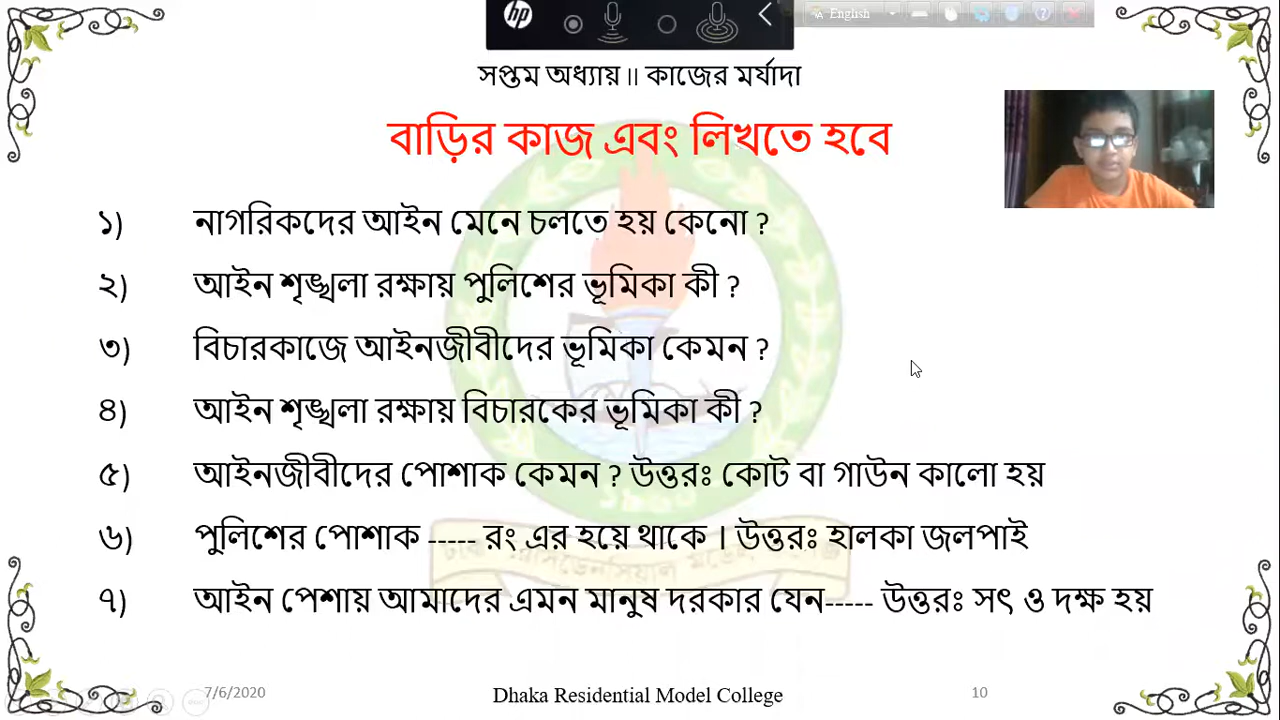 hp
English
সপ্তম অধ্যায়॥ কাজের মর্যাদা
বাড়ির কাজ এবং লিখতে হবে
১) নাগরিকদের আইন মেনে চলতে হয় কেনো ?
২) আইন শৃঙ্খলা রক্ষায় পুলিশের ভূমিকা কী ?
৩) বিচারকাজে আইনজীবীদের ভূমিকা কেমন ?
৪) আইন শৃঙ্খলা রক্ষায় বিচারকের ভূমিকা কী ?
৫) আইনজীবীদের পোশাক কেমন ? উত্তরঃ কোট বা গাউন কালো হয়
৬) পুলিশের পোশাক ----- রং এর হয়ে থাকে । উত্তরঃ হালকা জলপাই
৭) আইন পেশায় আমাদের এমন মানুষ দরকার যেন----- উত্তরঃ সৎ ও দক্ষ হয়
7/6/2020
Dhaka Residential Model College
10